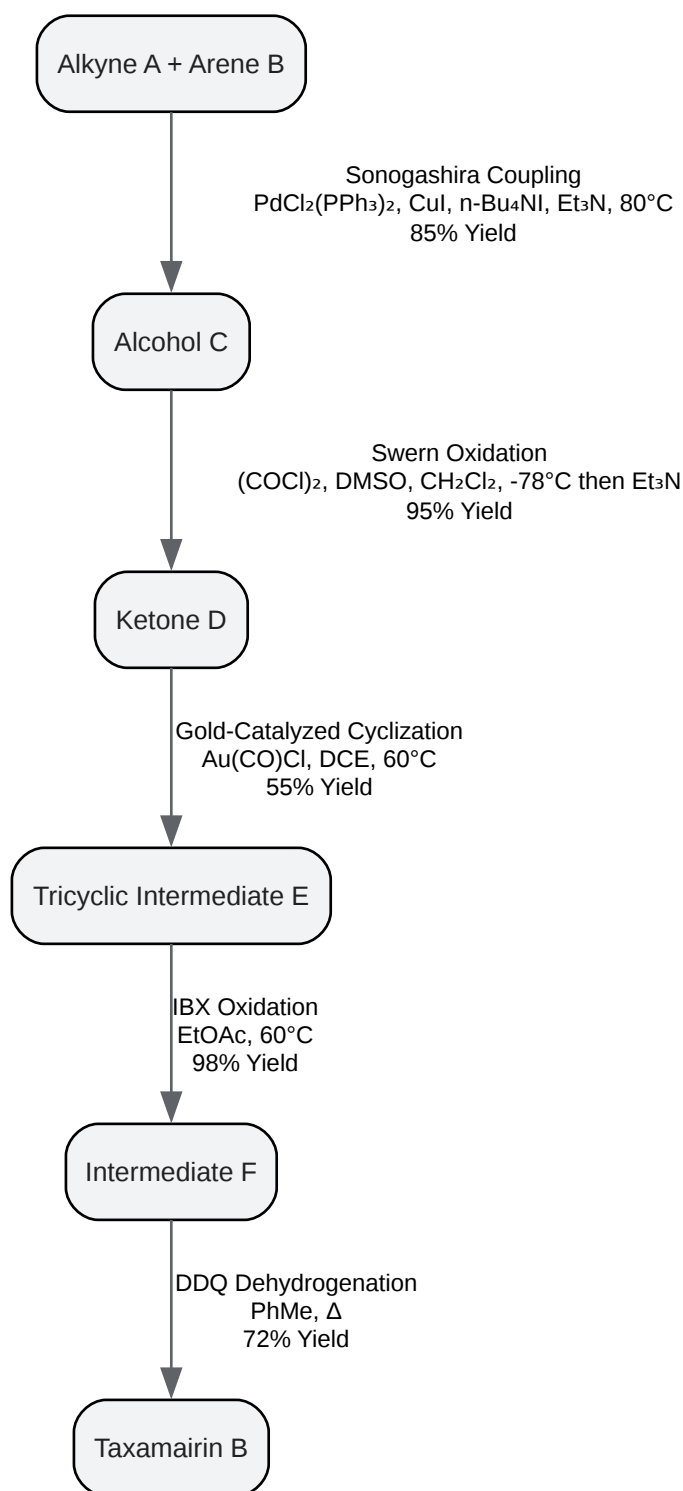 Alkyne A + Arene B
Sonogashira Coupling
PdCl₂(PPh₃)₂, CuI, n-Bu₄NI, Et₃N, 80°C
85% Yield
Alcohol C
Swern Oxidation
(COCl)₂, DMSO, CH₂Cl₂, -78°C then Et₃N
95% Yield
Ketone D
Gold-Catalyzed Cyclization
Au(CO)Cl, DCE, 60°C
55% Yield
Tricyclic Intermediate E
IBX Oxidation
EtOAc, 60°C
98% Yield
Intermediate F
DDQ Dehydrogenation
PhMe, Δ
72% Yield
Taxamairin B